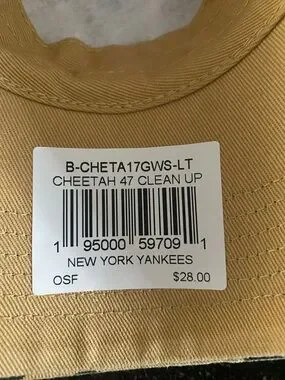 B-CHETA17GWS-LT
CHEETAH 47 CLEAN UP
1 95000 59709 1
NEW YORK YANKEES
OSF $28.00